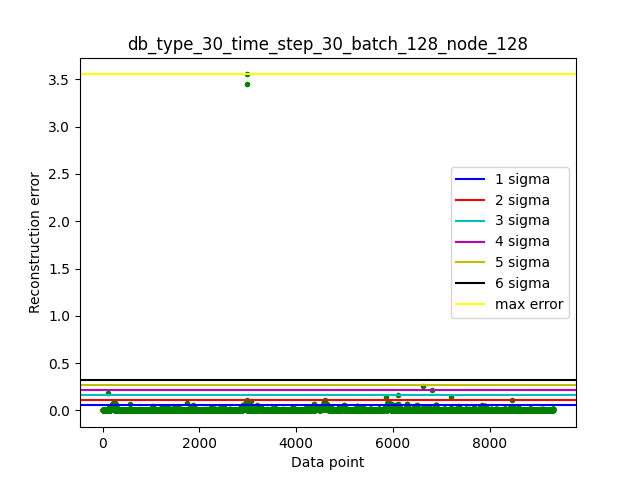 db_type_30_time_step_30_batch_128_node_128
Reconstruction error
3.5
3.0
2.5
2.0
1.5
1.0
0.5
0.0
1 sigma
2 sigma
3 sigma
4 sigma
5 sigma
6 sigma
max error
0 2000 4000 6000 8000
Data point